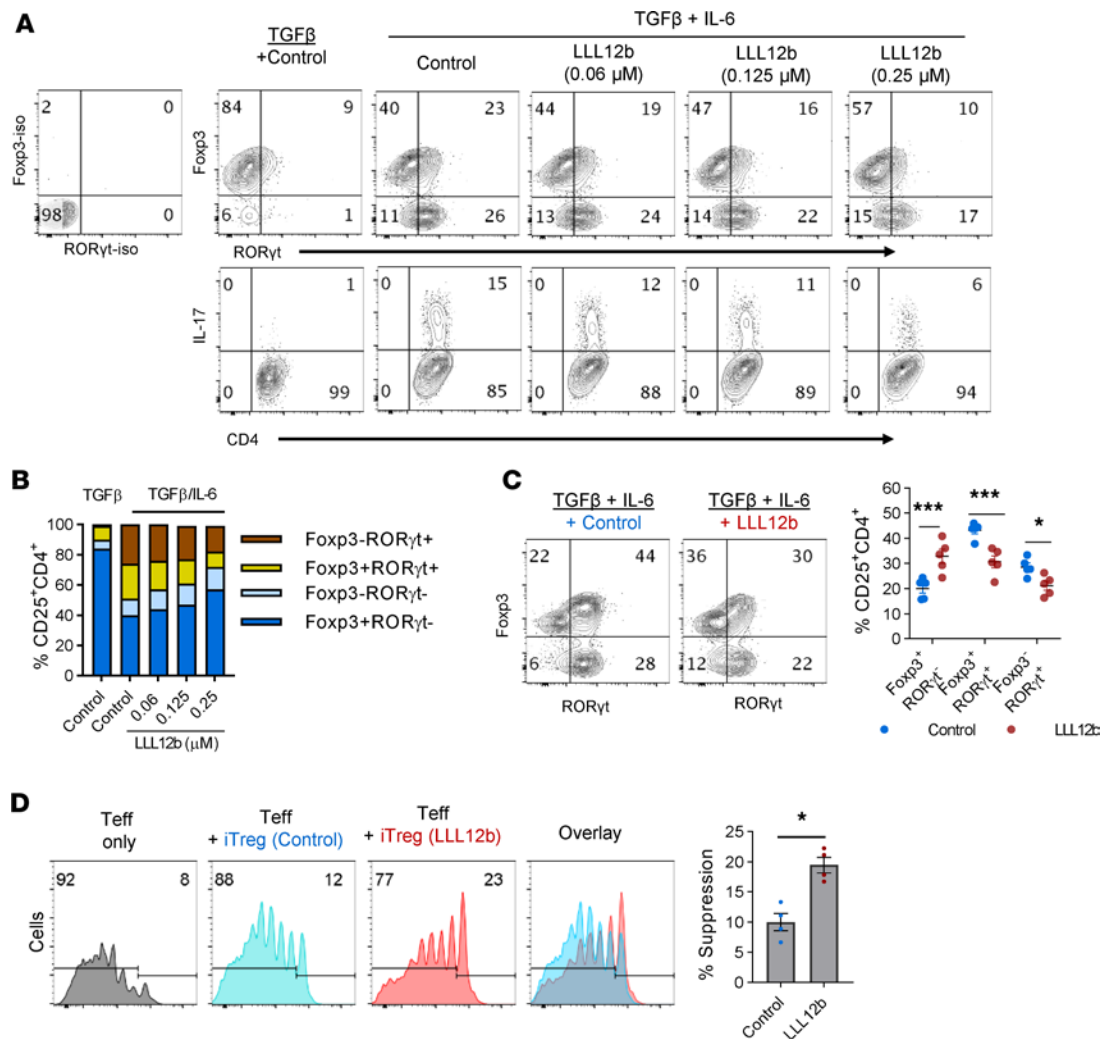 A
TGFβ + IL-6
TGFβ
+Control
Control
LLL12b
(0.06 μM)
LLL12b
(0.125 μM)
LLL12b
(0.25 μM)
Foxp3-iso
2 0
98 0
RORγt-iso
Foxp3
84 9
6 1
40 23
11 26
44 19
13 24
47 16
14 22
57 10
15 17
RORγt
IL-17
0 1
0 99
0 15
0 85
0 12
0 88
0 11
0 89
0 6
0 94
CD4
B
TGFβ TGFβ/IL-6
% CD25+CD4+
100
80
60
40
20
0
Control
Control
0.06
0.125
0.25
LLL12b (μM)
Foxp3-RORγt+
Foxp3+RORγt+
Foxp3-RORγt-
Foxp3+RORγt-
C
TGFβ + IL-6
+ Control
TGFβ + IL-6
+ LLL12b
Foxp3
22 44
6 28
36 30
12 22
RORγt
RORγt
% CD25+CD4+
60
50
40
30
20
10
0
***
***
*
Foxp3+
RORγt-
Foxp3+
RORγt+
Foxp3-
RORγt+
Control
LLL12b
D
Teff
only
Teff
+ iTreg (Control)
Teff
+ iTreg (LLL12b)
Overlay
Cells
92 8
88 12
77 23
% Suppression
25
20
15
10
5
0
*
Control
LLL12b